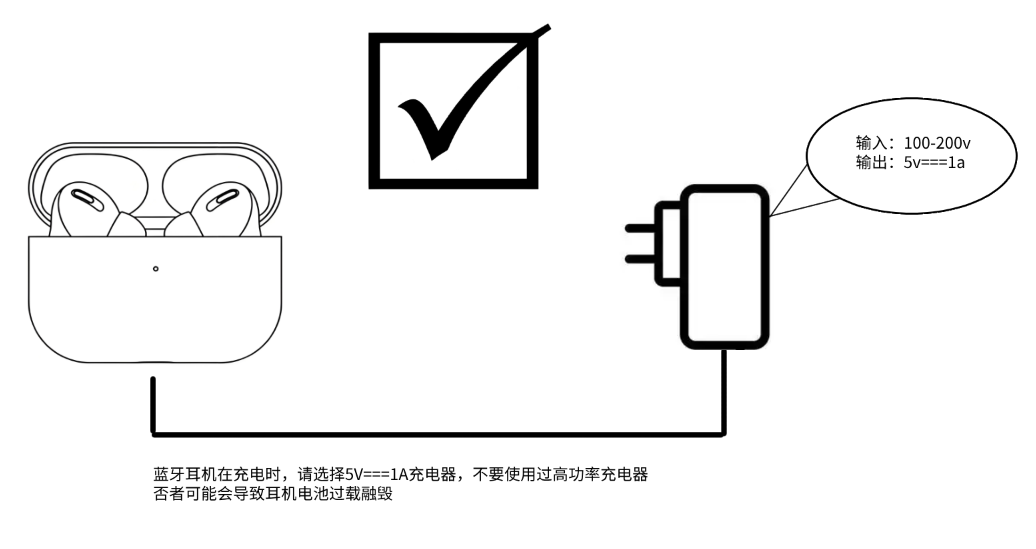 输入：100-200v
输出：5v===1a
蓝牙耳机在充电时，请选择5V===1A充电器，不要使用过高功率充电器
否者可能会导致耳机电池过载融毁